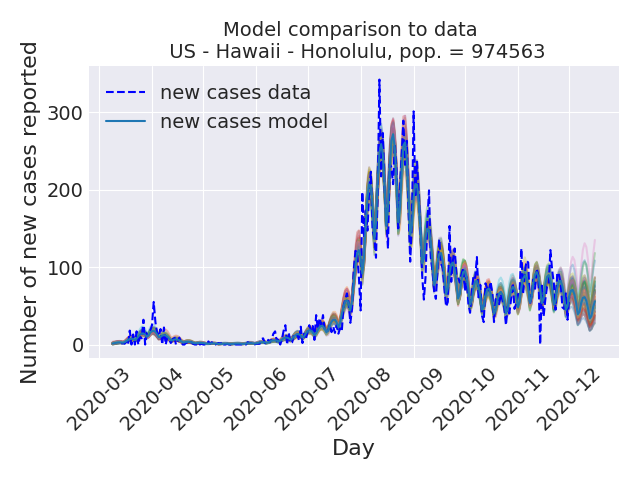 Model comparison to data
US - Hawaii - Honolulu, pop. = 974563
Number of new cases reported
300
200
100
0
new cases data
new cases model
2020-03
2020-04
2020-05
2020-06
2020-07
2020-08
2020-09
2020-10
2020-11
2020-12
Day